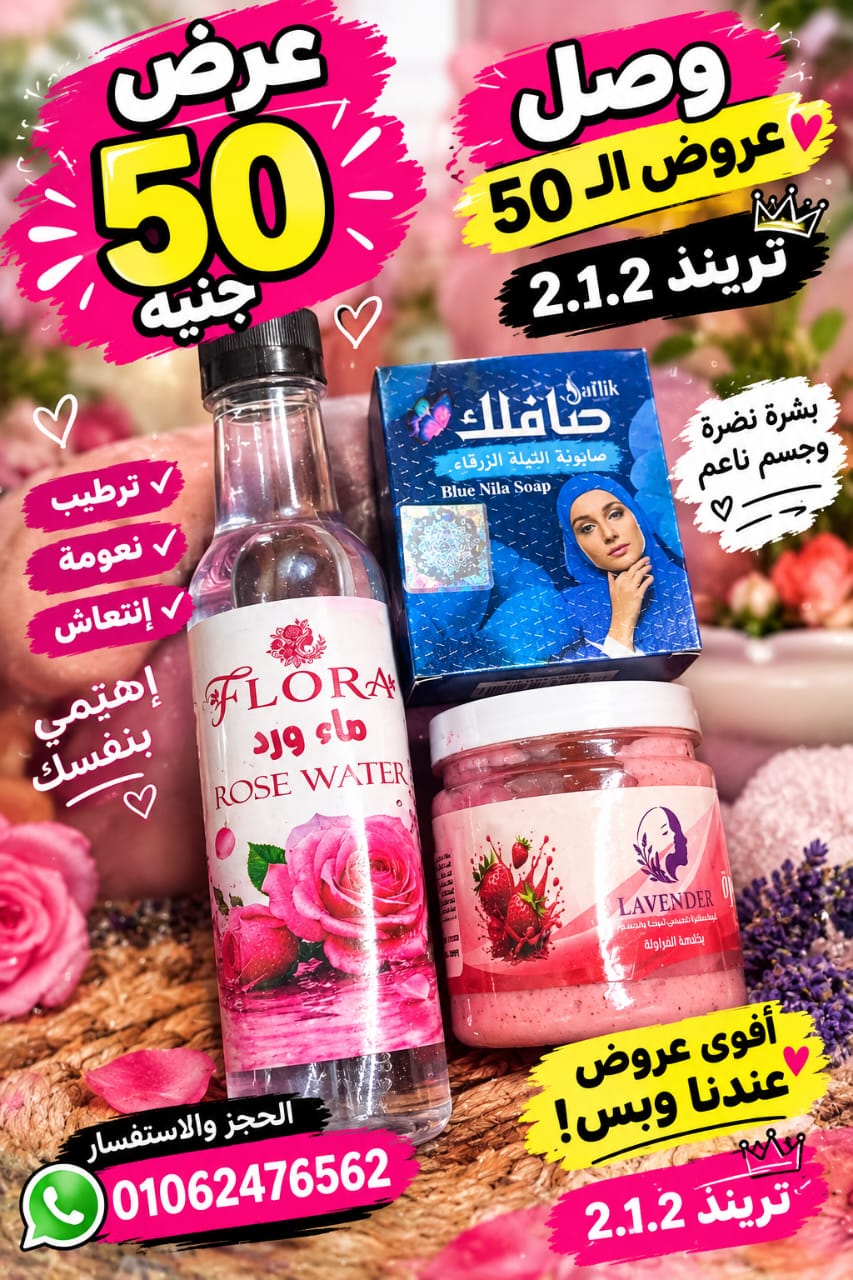 عرض
50
جنيه
وصل
عروض الـ 50
تريند 2.1.2
بشرة نضرة
وجسم ناعم
ترطيب
نعومة
إنتعاش
إهتمي
بنفسك
Jaflik
صافلك
صابونة النيلة الزرقاء
Blue Nila Soap
FLORA
ماء ورد
ROSE WATER
LAVENDER
بكلهة الفراولة
أقوى عروض
عندنا وبس!
الحجز والاستفسار
01062476562
تريند 2.1.2